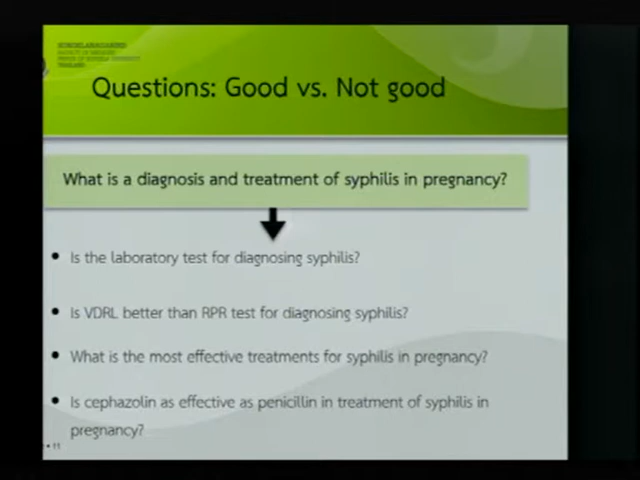 Questions: Good vs. Not good
What is a diagnosis and treatment of syphilis in pregnancy?
• Is the laboratory test for diagnosing syphilis?
• Is VDRL better than RPR test for diagnosing syphilis?
• What is the most effective treatments for syphilis in pregnancy?
• Is cephazolin as effective as penicillin in treatment of syphilis in
pregnancy?
• 11